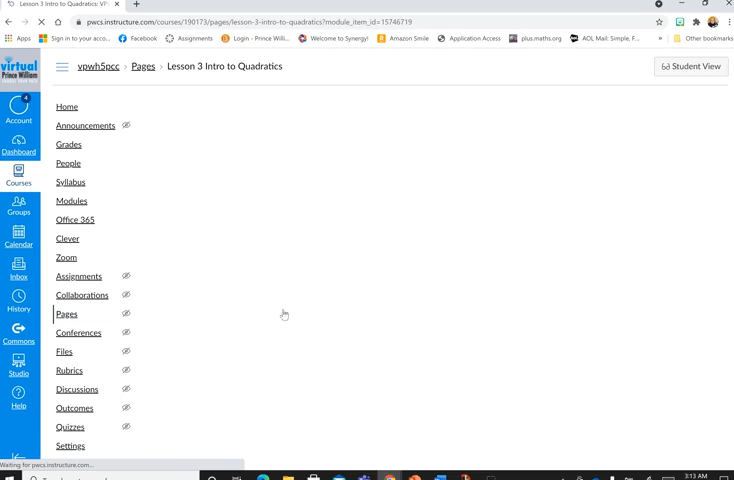 Lesson 3 Intro to Quadratics: VP
pwcs.instructure.com/courses/190173/pages/lesson-3-intro-to-quadratics?module_item_id=15746719
Apps
Sign in to your acco...
Facebook
Assignments
Login - Prince Willi...
Welcome to Synergy!
Amazon Smile
Application Access
plus.maths.org
AOL Mail: Simple, F...
»
Other bookmarks
virtual
Prince William
vpwh5pcc › Pages › Lesson 3 Intro to Quadratics
Student View
4
Account
Dashboard
Courses
Groups
Calendar
Inbox
History
Commons
Studio
Help
Home
Announcements
Grades
People
Syllabus
Modules
Office 365
Clever
Zoom
Assignments
Collaborations
Pages
Conferences
Files
Rubrics
Discussions
Outcomes
Quizzes
Settings
Waiting for pwcs.instructure.com...
3:13 AM